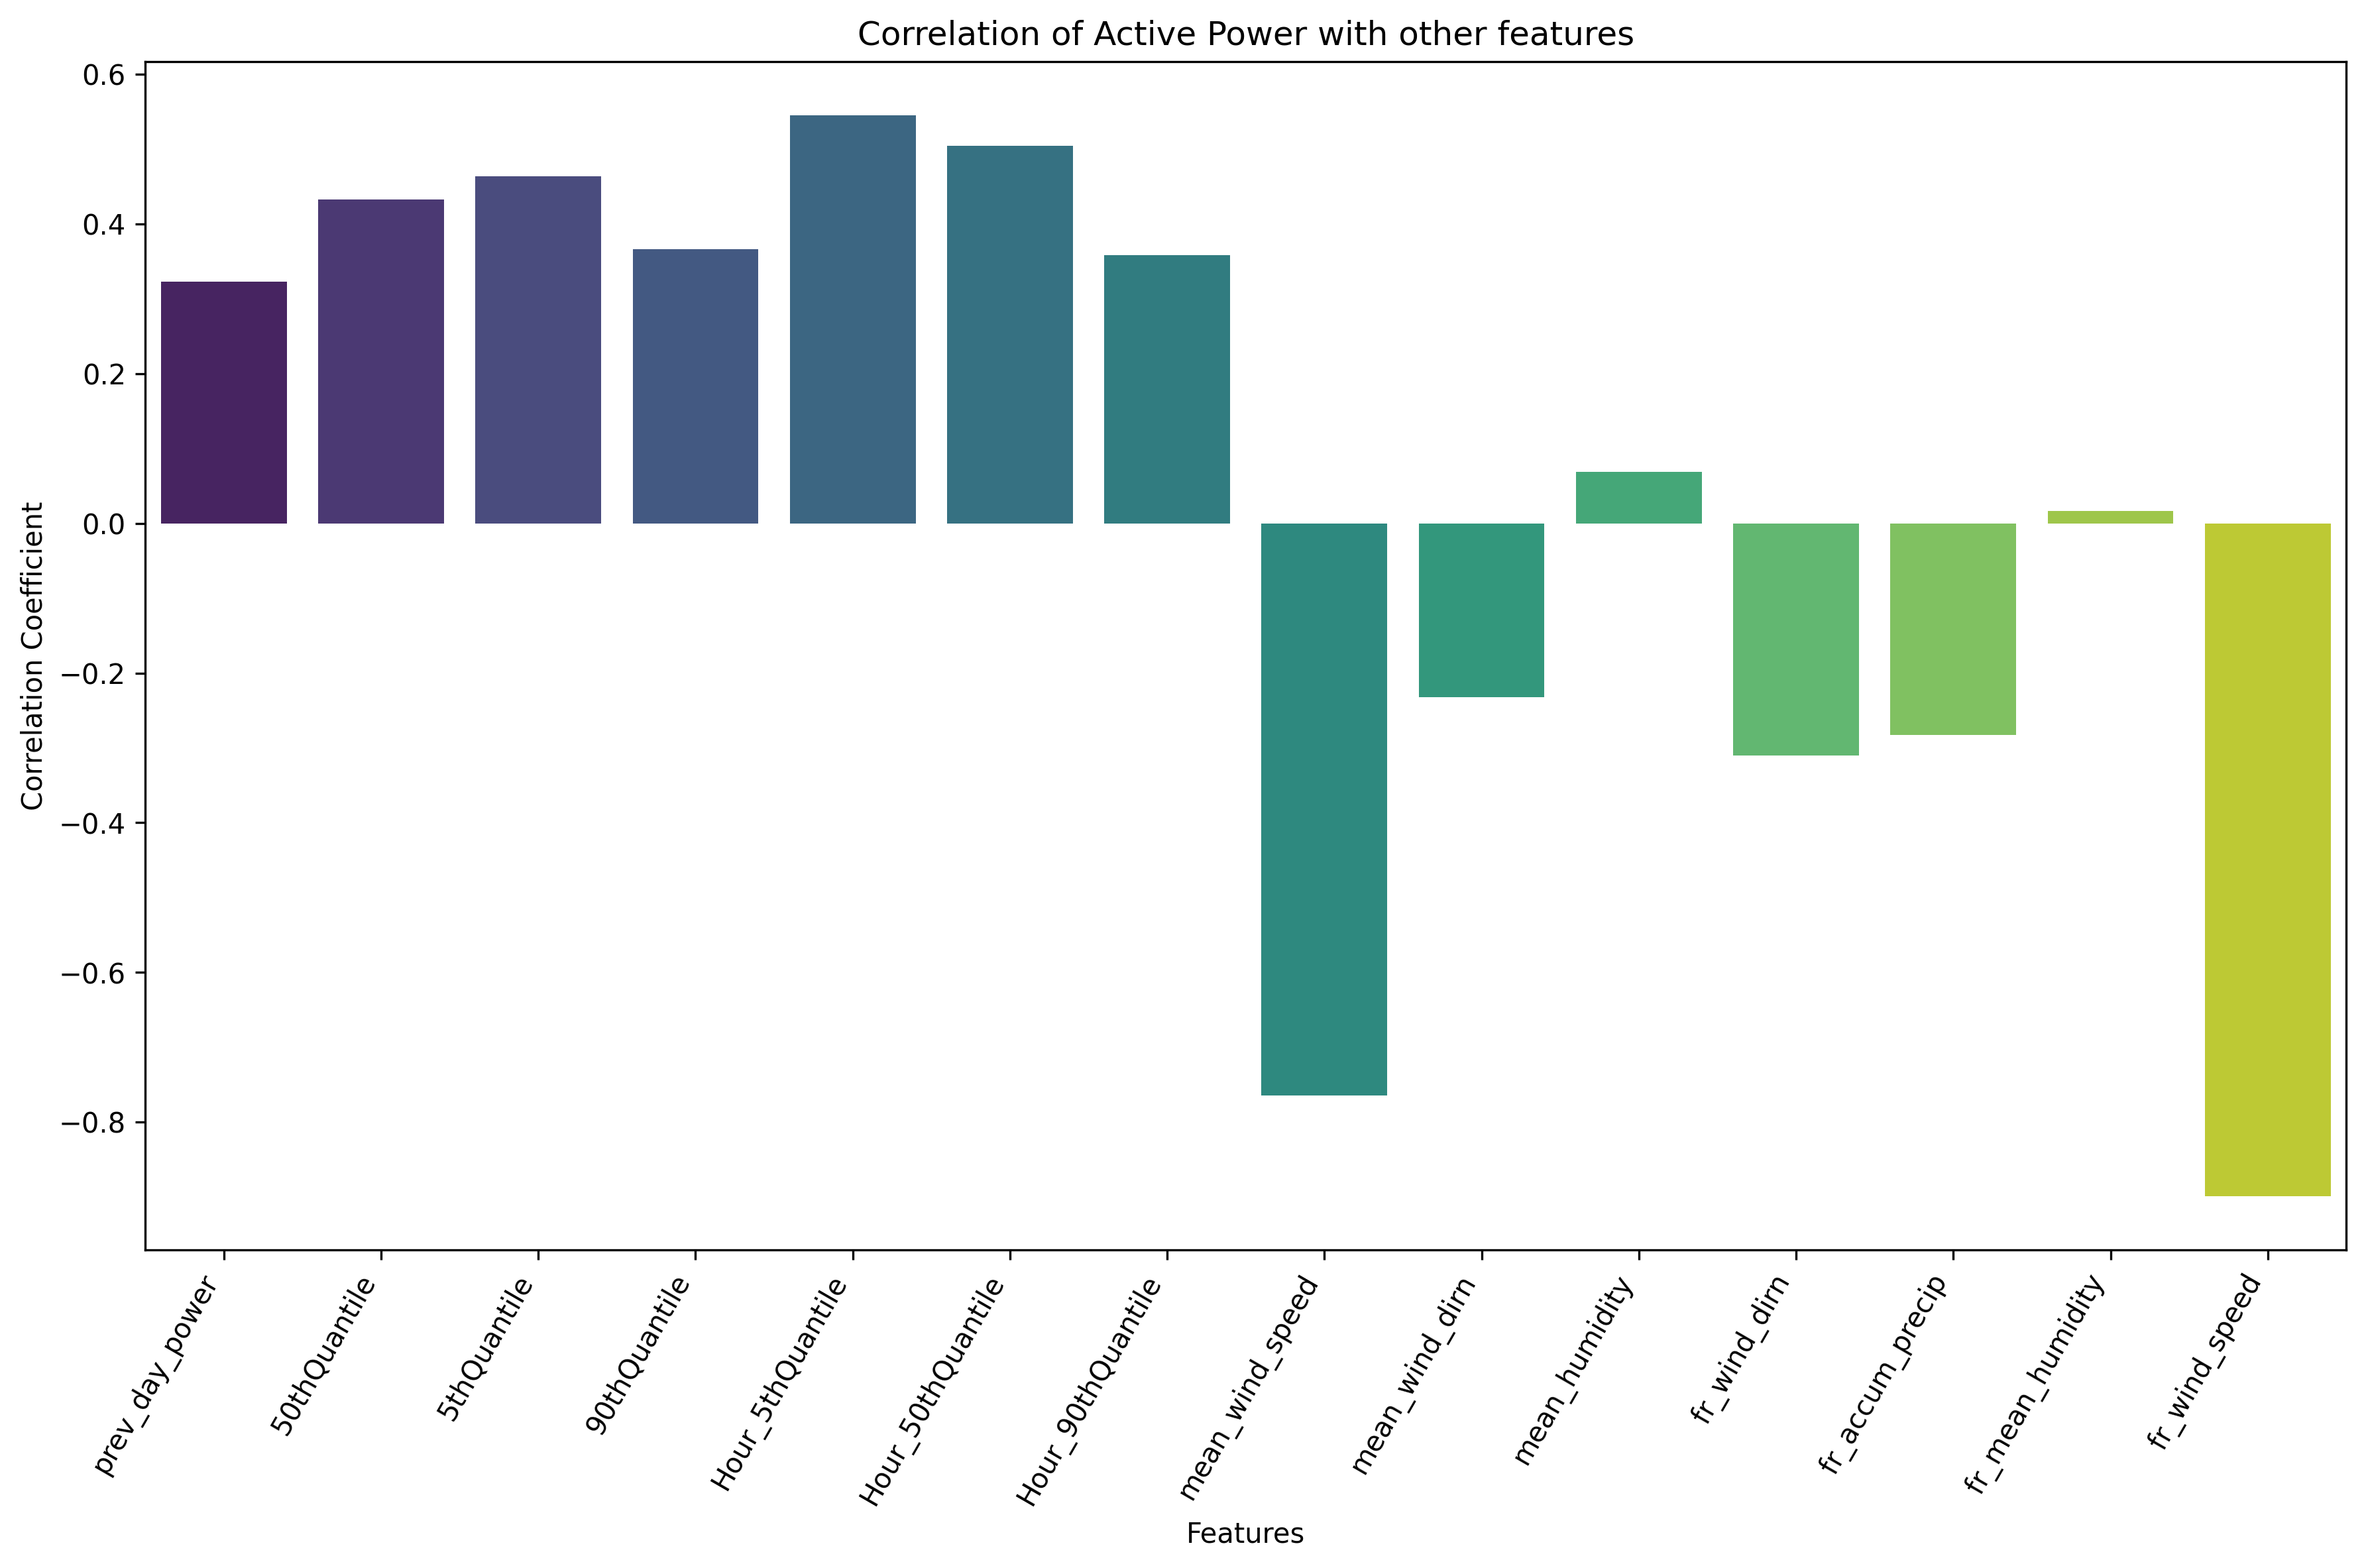 Correlation of Active Power with other features
Correlation Coefficient
0.6
0.4
0.2
0.0
−0.2
−0.4
−0.6
−0.8
prev_day_power
50thQuantile
5thQuantile
90thQuantile
Hour_5thQuantile
Hour_50thQuantile
Hour_90thQuantile
mean_wind_speed
mean_wind_dirn
mean_humidity
fr_wind_dirn
fr_accum_precip
fr_mean_humidity
fr_wind_speed
Features